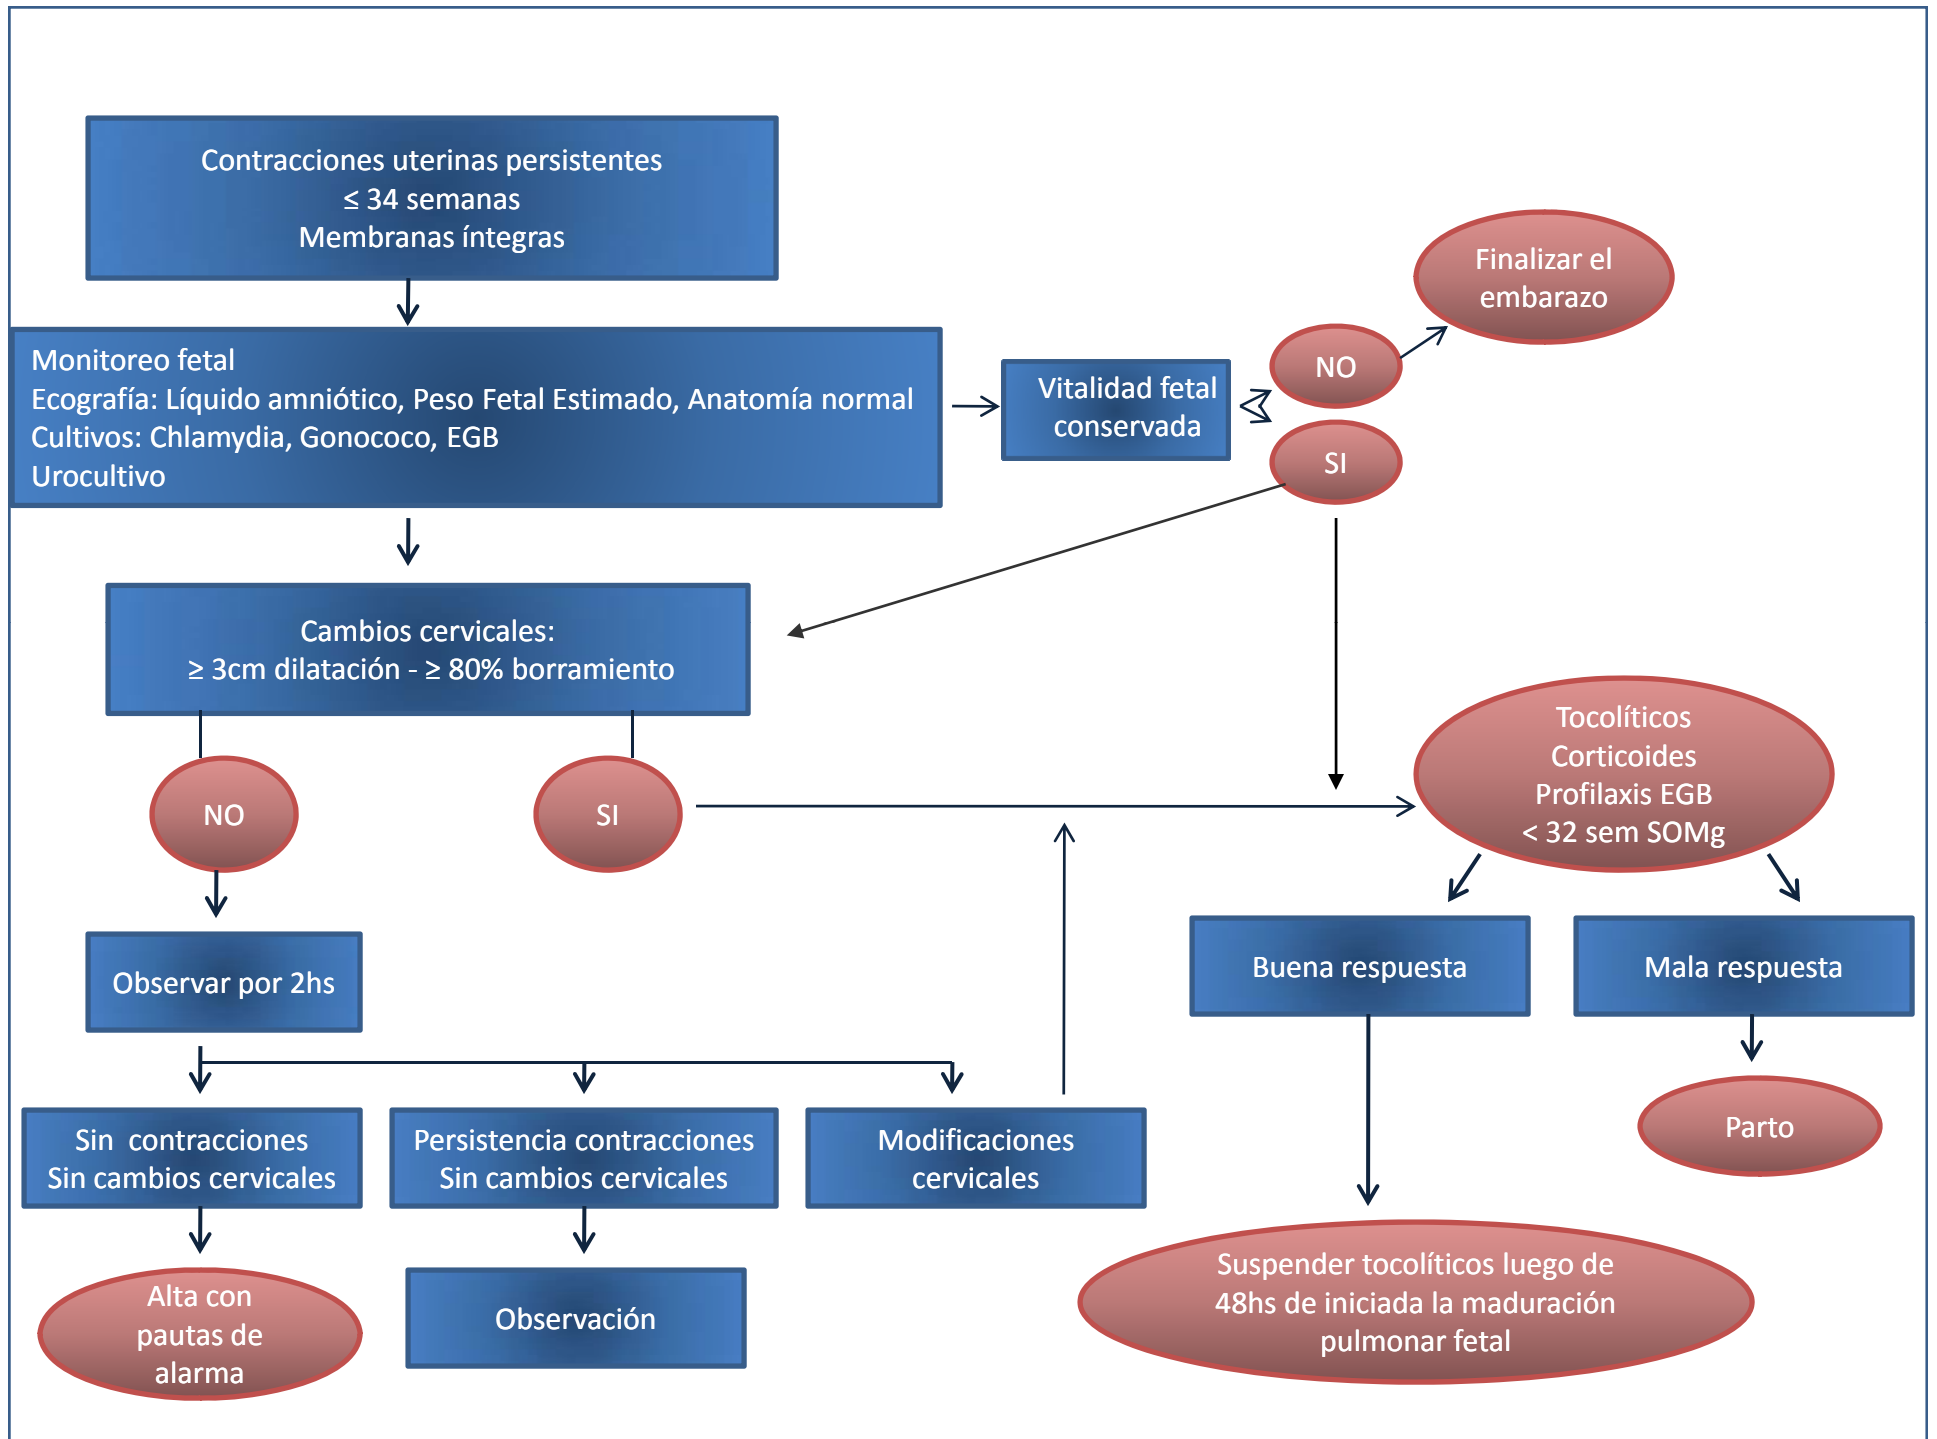 Contracciones uterinas persistentes
≤ 34 semanas
Membranas íntegras
Finalizar el
embarazo
Monitoreo fetal
Ecografía: Líquido amniótico, Peso Fetal Estimado, Anatomía normal
Cultivos: Chlamydia, Gonococo, EGB
Urocultivo
Vitalidad fetal
conservada
NO
SI
Cambios cervicales:
≥ 3cm dilatación - ≥ 80% borramiento
NO
SI
Tocolíticos
Corticoides
Profilaxis EGB
< 32 sem SOMg
Observar por 2hs
Buena respuesta
Mala respuesta
Sin  contracciones
Sin cambios cervicales
Persistencia contracciones
Sin cambios cervicales
Modificaciones
cervicales
Parto
Alta con
pautas de
alarma
Observación
Suspender tocolíticos luego de
48hs de iniciada la maduración
pulmonar fetal